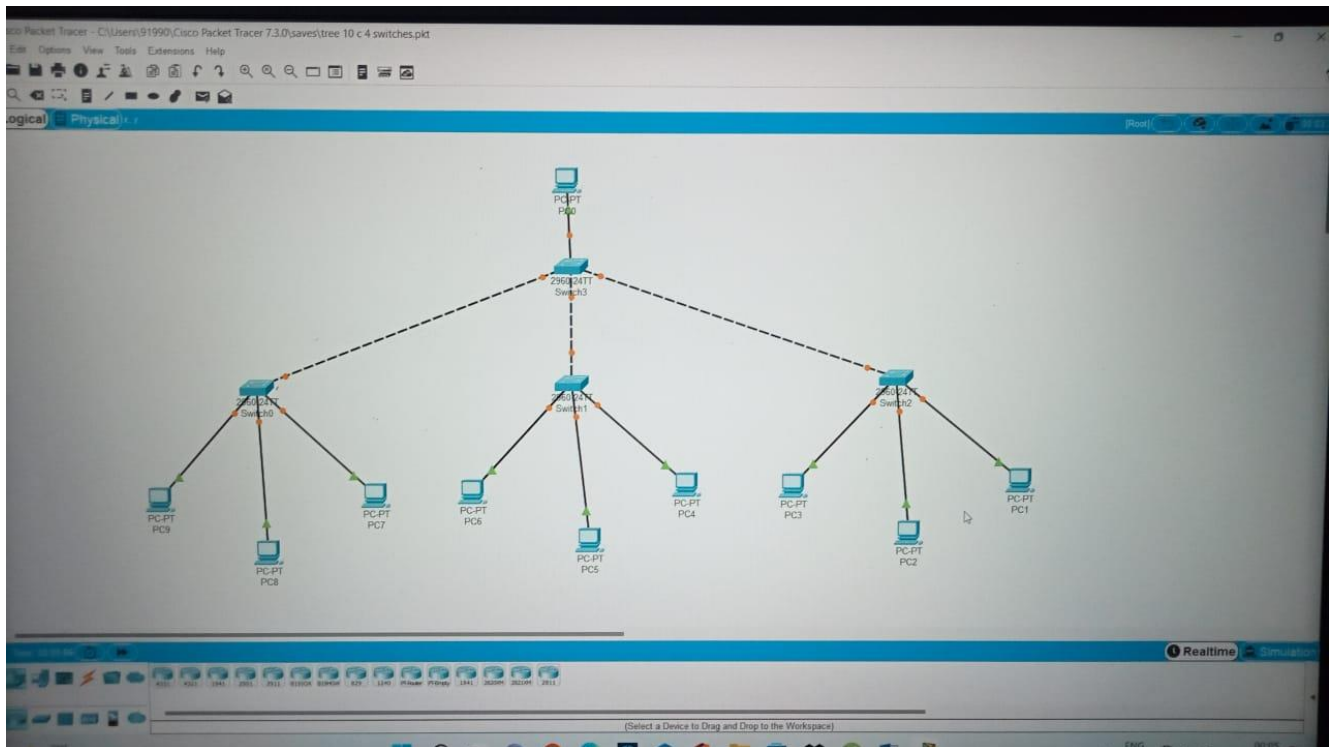 Cisco Packet Tracer - C:\Users\91990\Cisco Packet Tracer 7.3.0\saves\tree 10 c 4 switches.pkt
Edit Options View Tools Extensions Help
Logical Physical
[Root]
PC-PT
PC0
2960-24TT
Switch3
2960-24TT
Switch0
2960-24TT
Switch1
2960-24TT
Switch2
PC-PT
PC9
PC-PT
PC8
PC-PT
PC7
PC-PT
PC6
PC-PT
PC5
PC-PT
PC4
PC-PT
PC3
PC-PT
PC2
PC-PT
PC1
Realtime Simulation
(Select a Device to Drag and Drop to the Workspace)
ENG